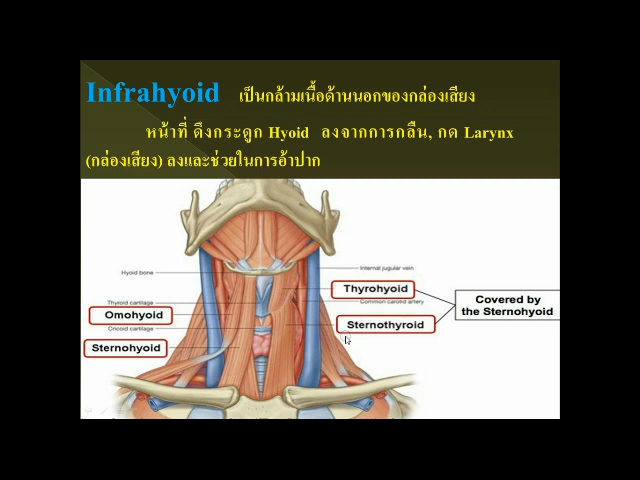 Infrahyoid เป็นกล้ามเนื้อด้านนอกของกล่องเสียง
หน้าที่ ดึงกระดูก Hyoid ลงจากการกลืน, กด Larynx
(กล่องเสียง) ลงและช่วยในการอ้าปาก
Hyoid bone
Internal jugular vein
Thyrohyoid
Thyroid cartilage
Common carotid artery
Covered by
the Sternohyoid
Omohyoid
Sternothyroid
Cricoid cartilage
Sternohyoid